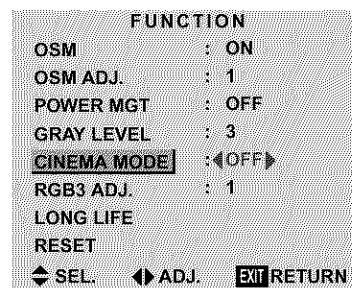 FUNCTION
OSM : ON
OSM ADJ. : 1
POWER MGT : OFF
GRAY LEVEL : 3
CINEMA MODE : ◀OFF▶
RGB3 ADJ. : 1
LONG LIFE
RESET
SEL. ADJ. EXIT RETURN